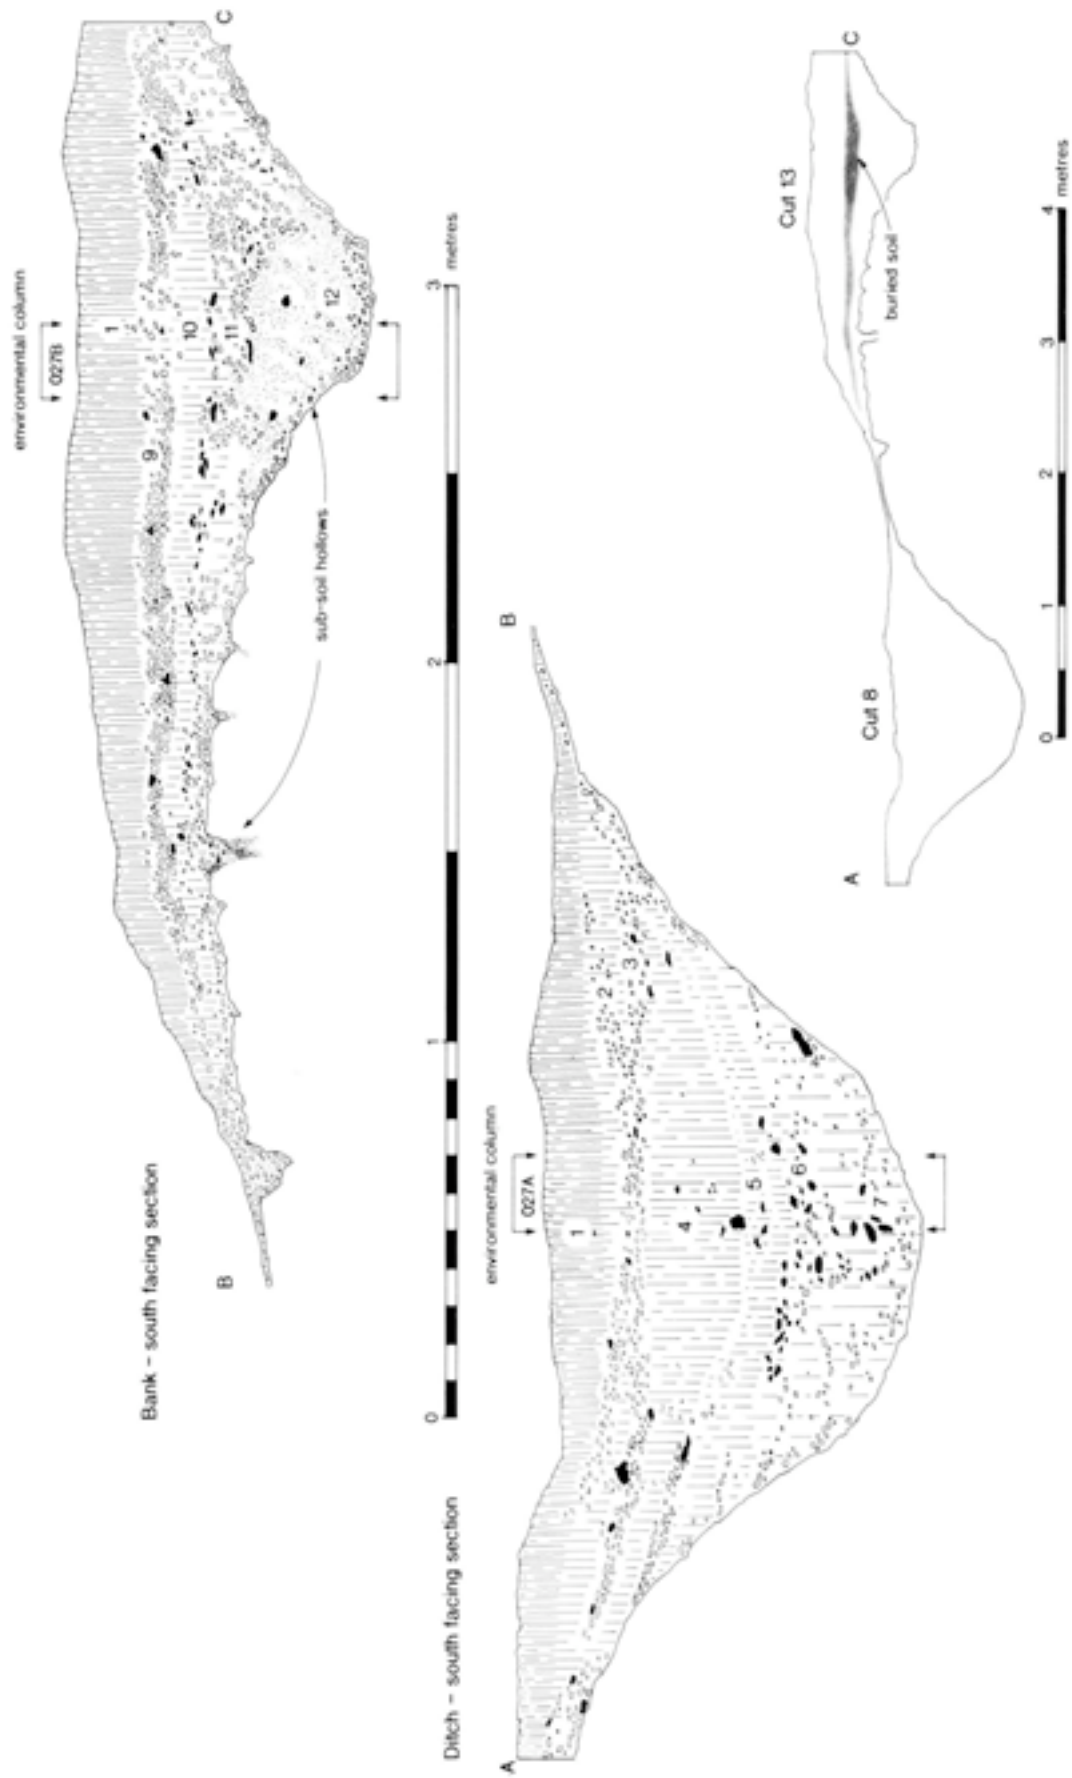 Bank – south facing section
environmental column
027B
B
C
1
9
10
11
12
sub-soil hollows
0
1
2
3
metres
Ditch – south facing section
environmental column
027A
A
B
1
2
3
4
5
6
7
A
C
Cut 8
Cut 13
buried soil
0
1
2
3
4
metres